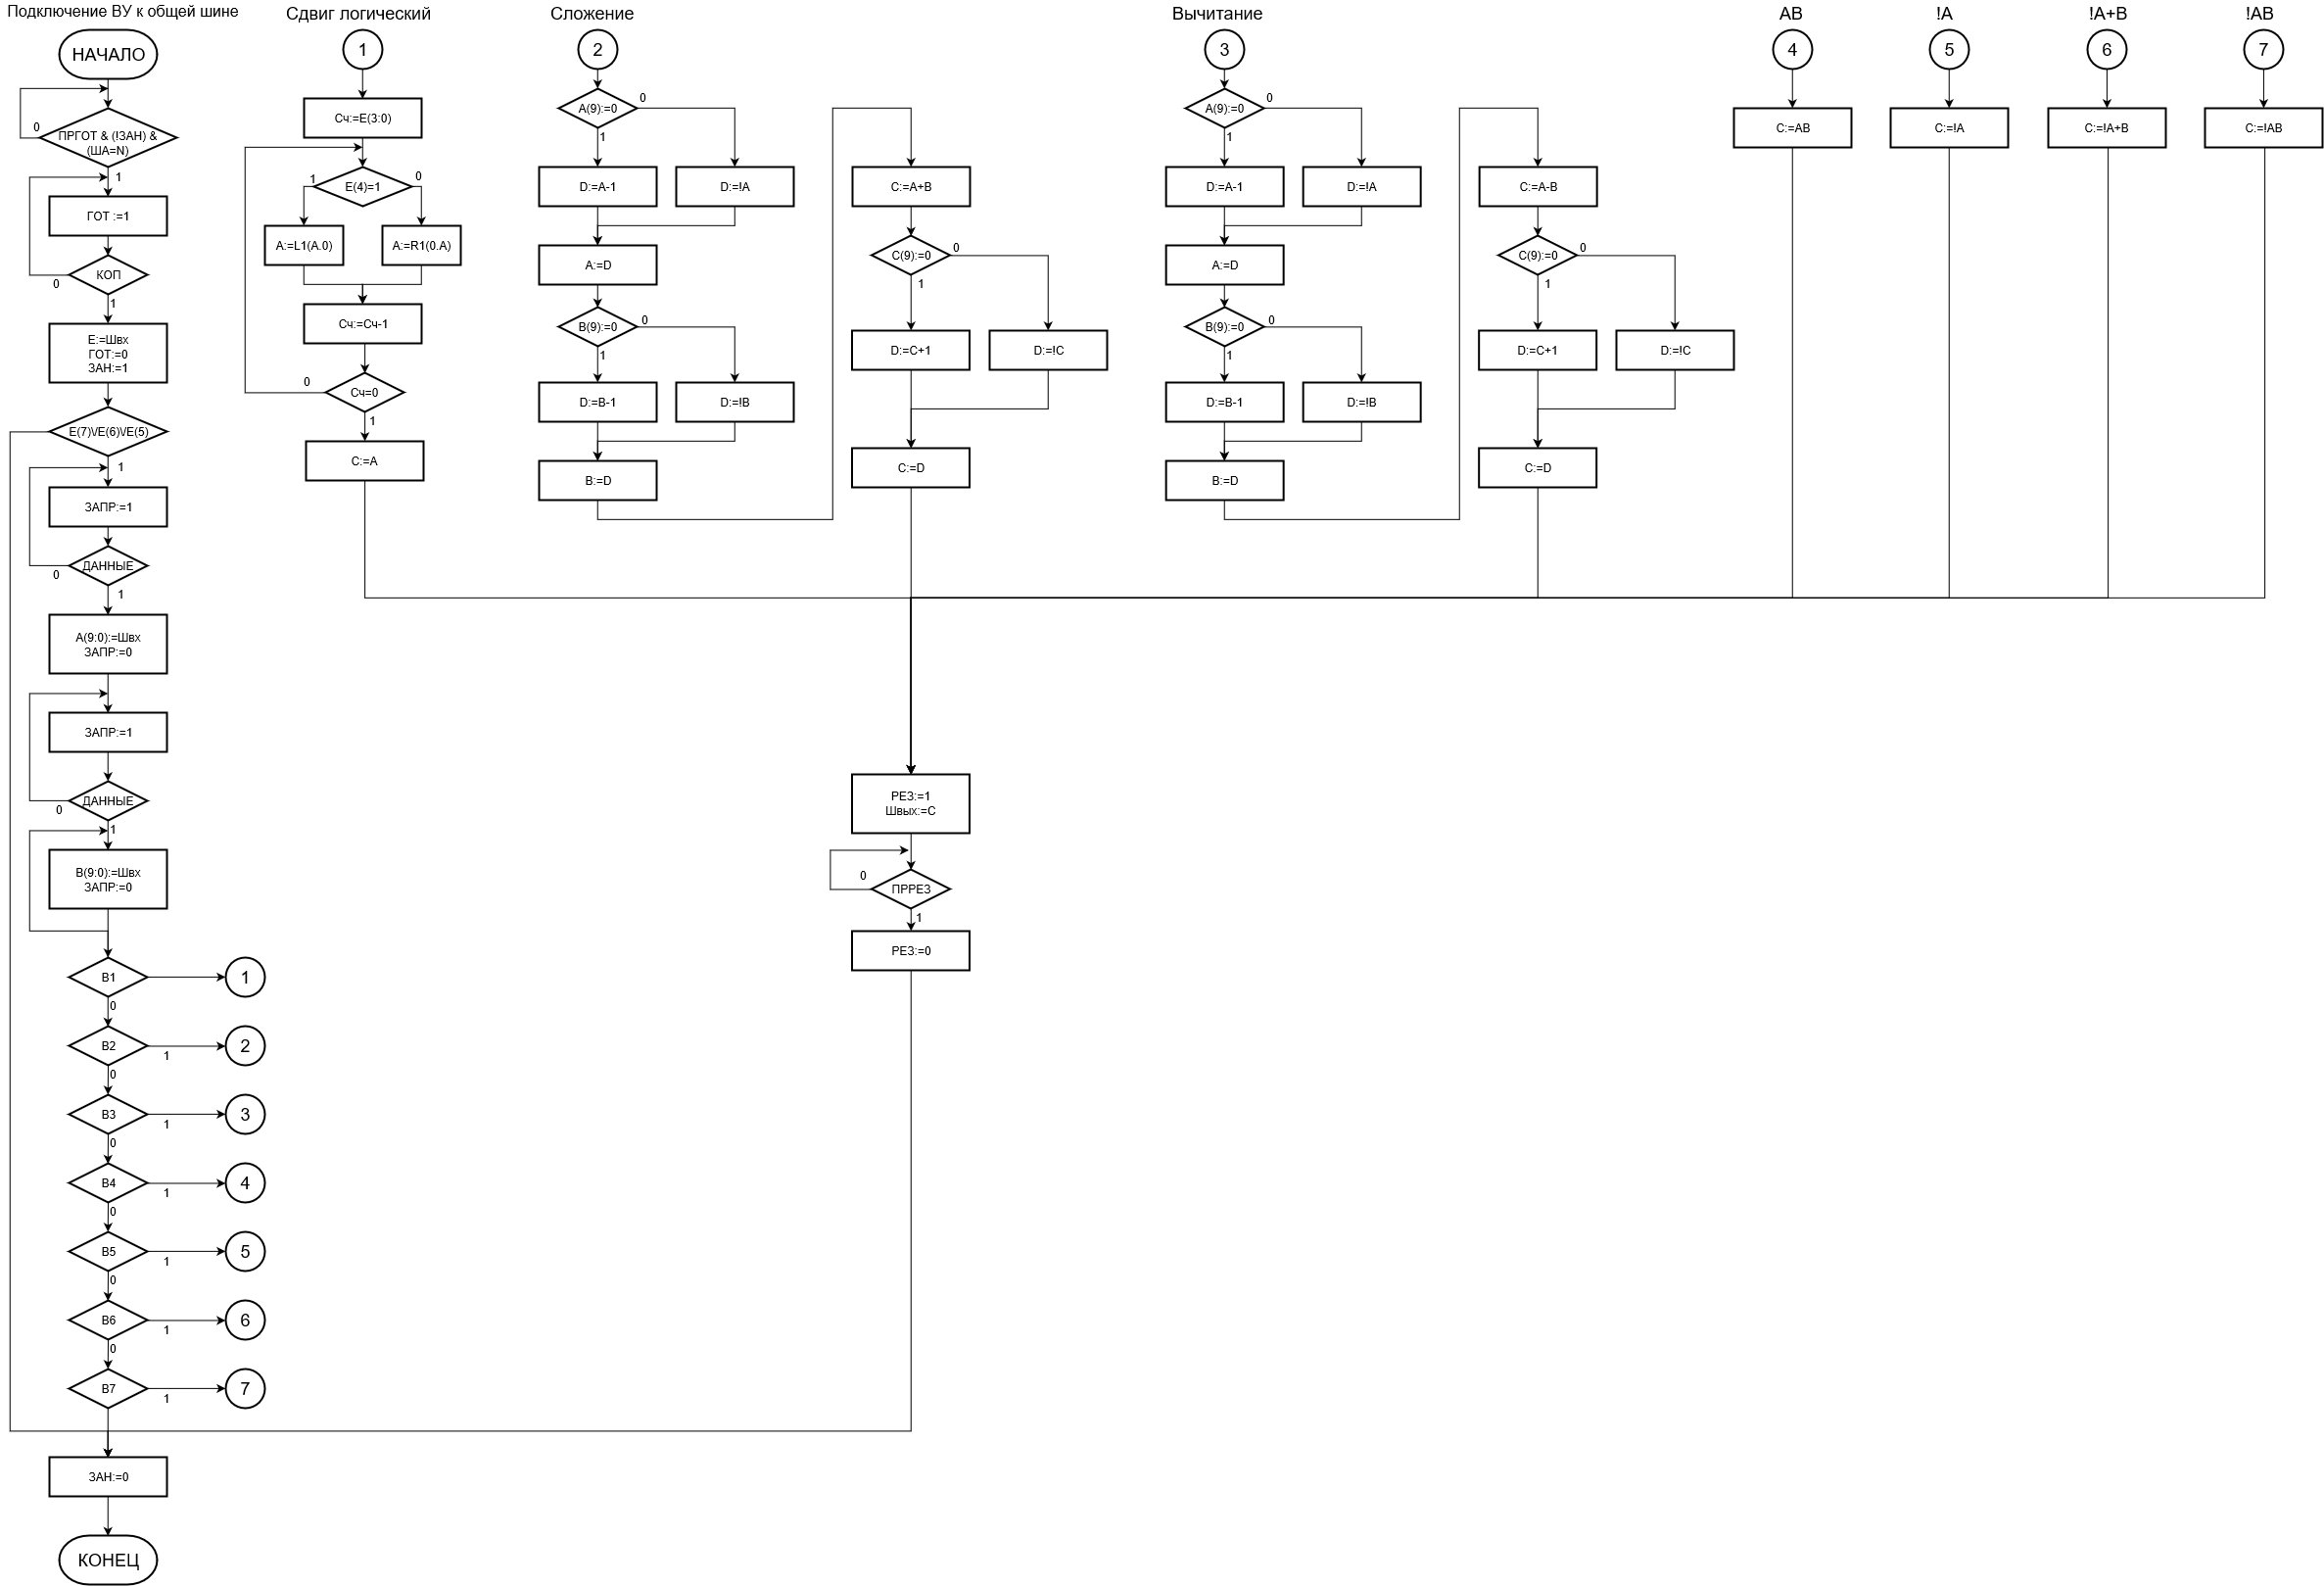 Подключение ВУ к общей шине
НАЧАЛО
0
ПРГОТ & (!ЗАН) &
(ША=N)
1
ГОТ :=1
КОП
0
1
E:=Швх
ГОТ:=0
ЗАН:=1
E(7)\/E(6)\/E(5)
1
ЗАПР:=1
ДАННЫЕ
0
1
A(9:0):=Швх
ЗАПР:=0
ЗАПР:=1
ДАННЫЕ
0
1
B(9:0):=Швх
ЗАПР:=0
B1
1
0
B2
1
2
0
B3
1
3
0
B4
1
4
0
B5
1
5
0
B6
1
6
0
B7
1
7
ЗАН:=0
КОНЕЦ
Сдвиг логический
1
Сч:=E(3:0)
1
E(4)=1
0
A:=L1(A.0)
A:=R1(0.A)
Сч:=Сч-1
0
Сч=0
1
C:=A
Сложение
2
A(9):=0
0
1
D:=A-1
D:=!A
A:=D
B(9):=0
0
1
D:=B-1
D:=!B
B:=D
C:=A+B
C(9):=0
0
1
D:=C+1
D:=!C
C:=D
РЕЗ:=1
Швых:=C
0
ПРРЕЗ
1
РЕЗ:=0
Вычитание
3
A(9):=0
0
1
D:=A-1
D:=!A
A:=D
B(9):=0
0
1
D:=B-1
D:=!B
B:=D
C:=A-B
C(9):=0
0
1
D:=C+1
D:=!C
C:=D
AB
4
C:=AB
!A
5
C:=!A
!A+B
6
C:=!A+B
!AB
7
C:=!AB